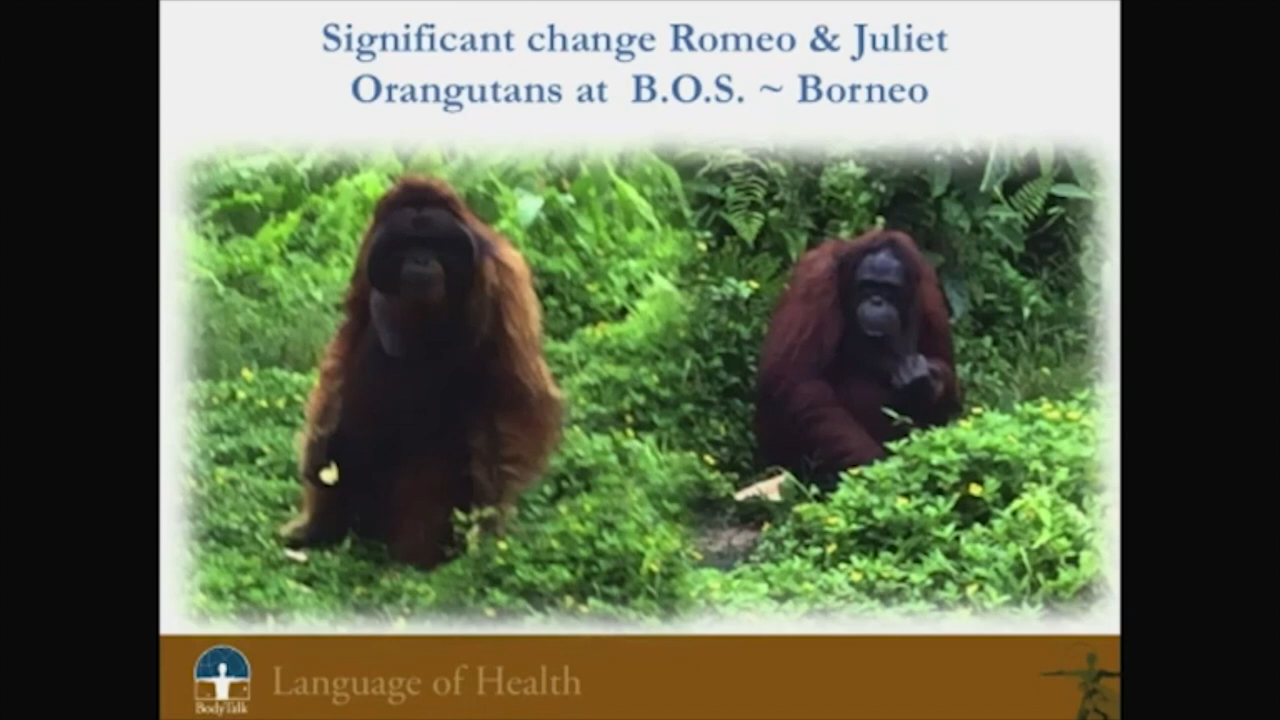 Significant change Romeo & Juliet
Orangutans at B.O.S. ~ Borneo
Language of Health
BodyTalk